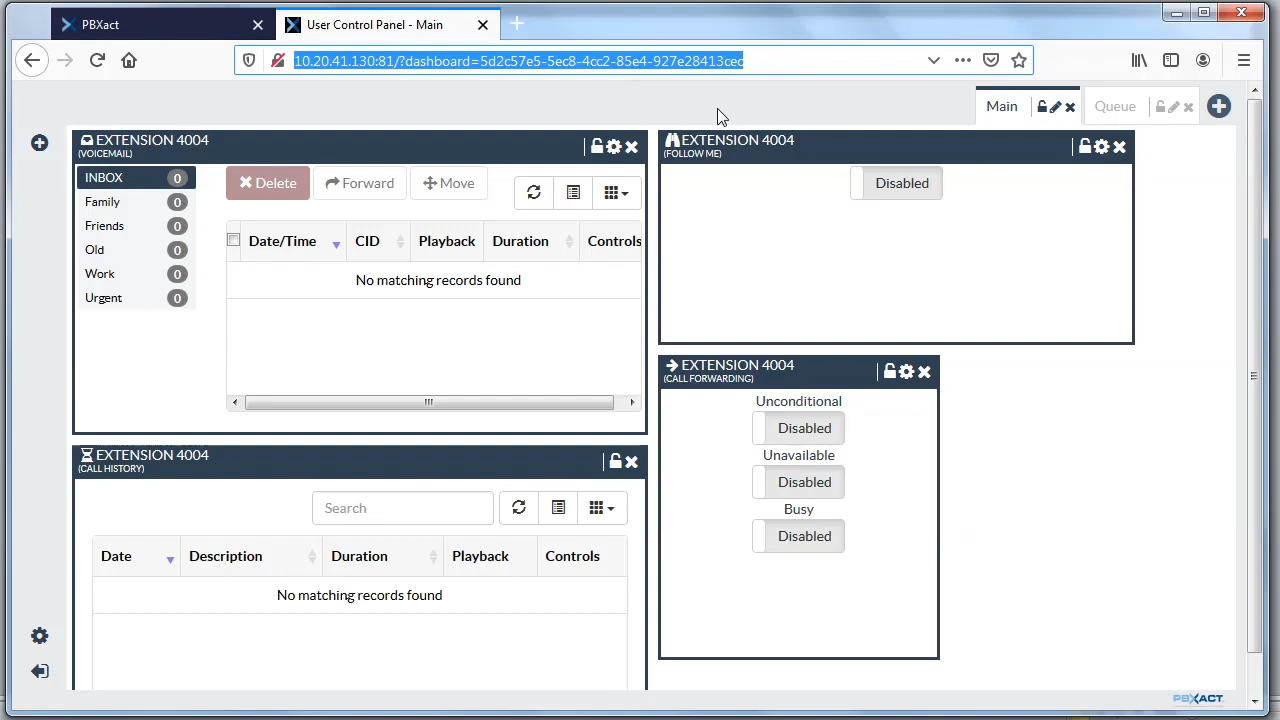 PBXact
User Control Panel - Main
10.20.41.130:81/?dashboard=5d2c57e5-5ec8-4cc2-85e4-927e28413cec
Main
Queue
EXTENSION 4004
(VOICEMAIL)
INBOX 0
Family 0
Friends 0
Old 0
Work 0
Urgent 0
Delete
Forward
Move
Date/Time
CID
Playback
Duration
Controls
No matching records found
EXTENSION 4004
(FOLLOW ME)
Disabled
EXTENSION 4004
(CALL FORWARDING)
Unconditional
Disabled
Unavailable
Disabled
Busy
Disabled
EXTENSION 4004
(CALL HISTORY)
Search
Date
Description
Duration
Playback
Controls
No matching records found
PBXACT